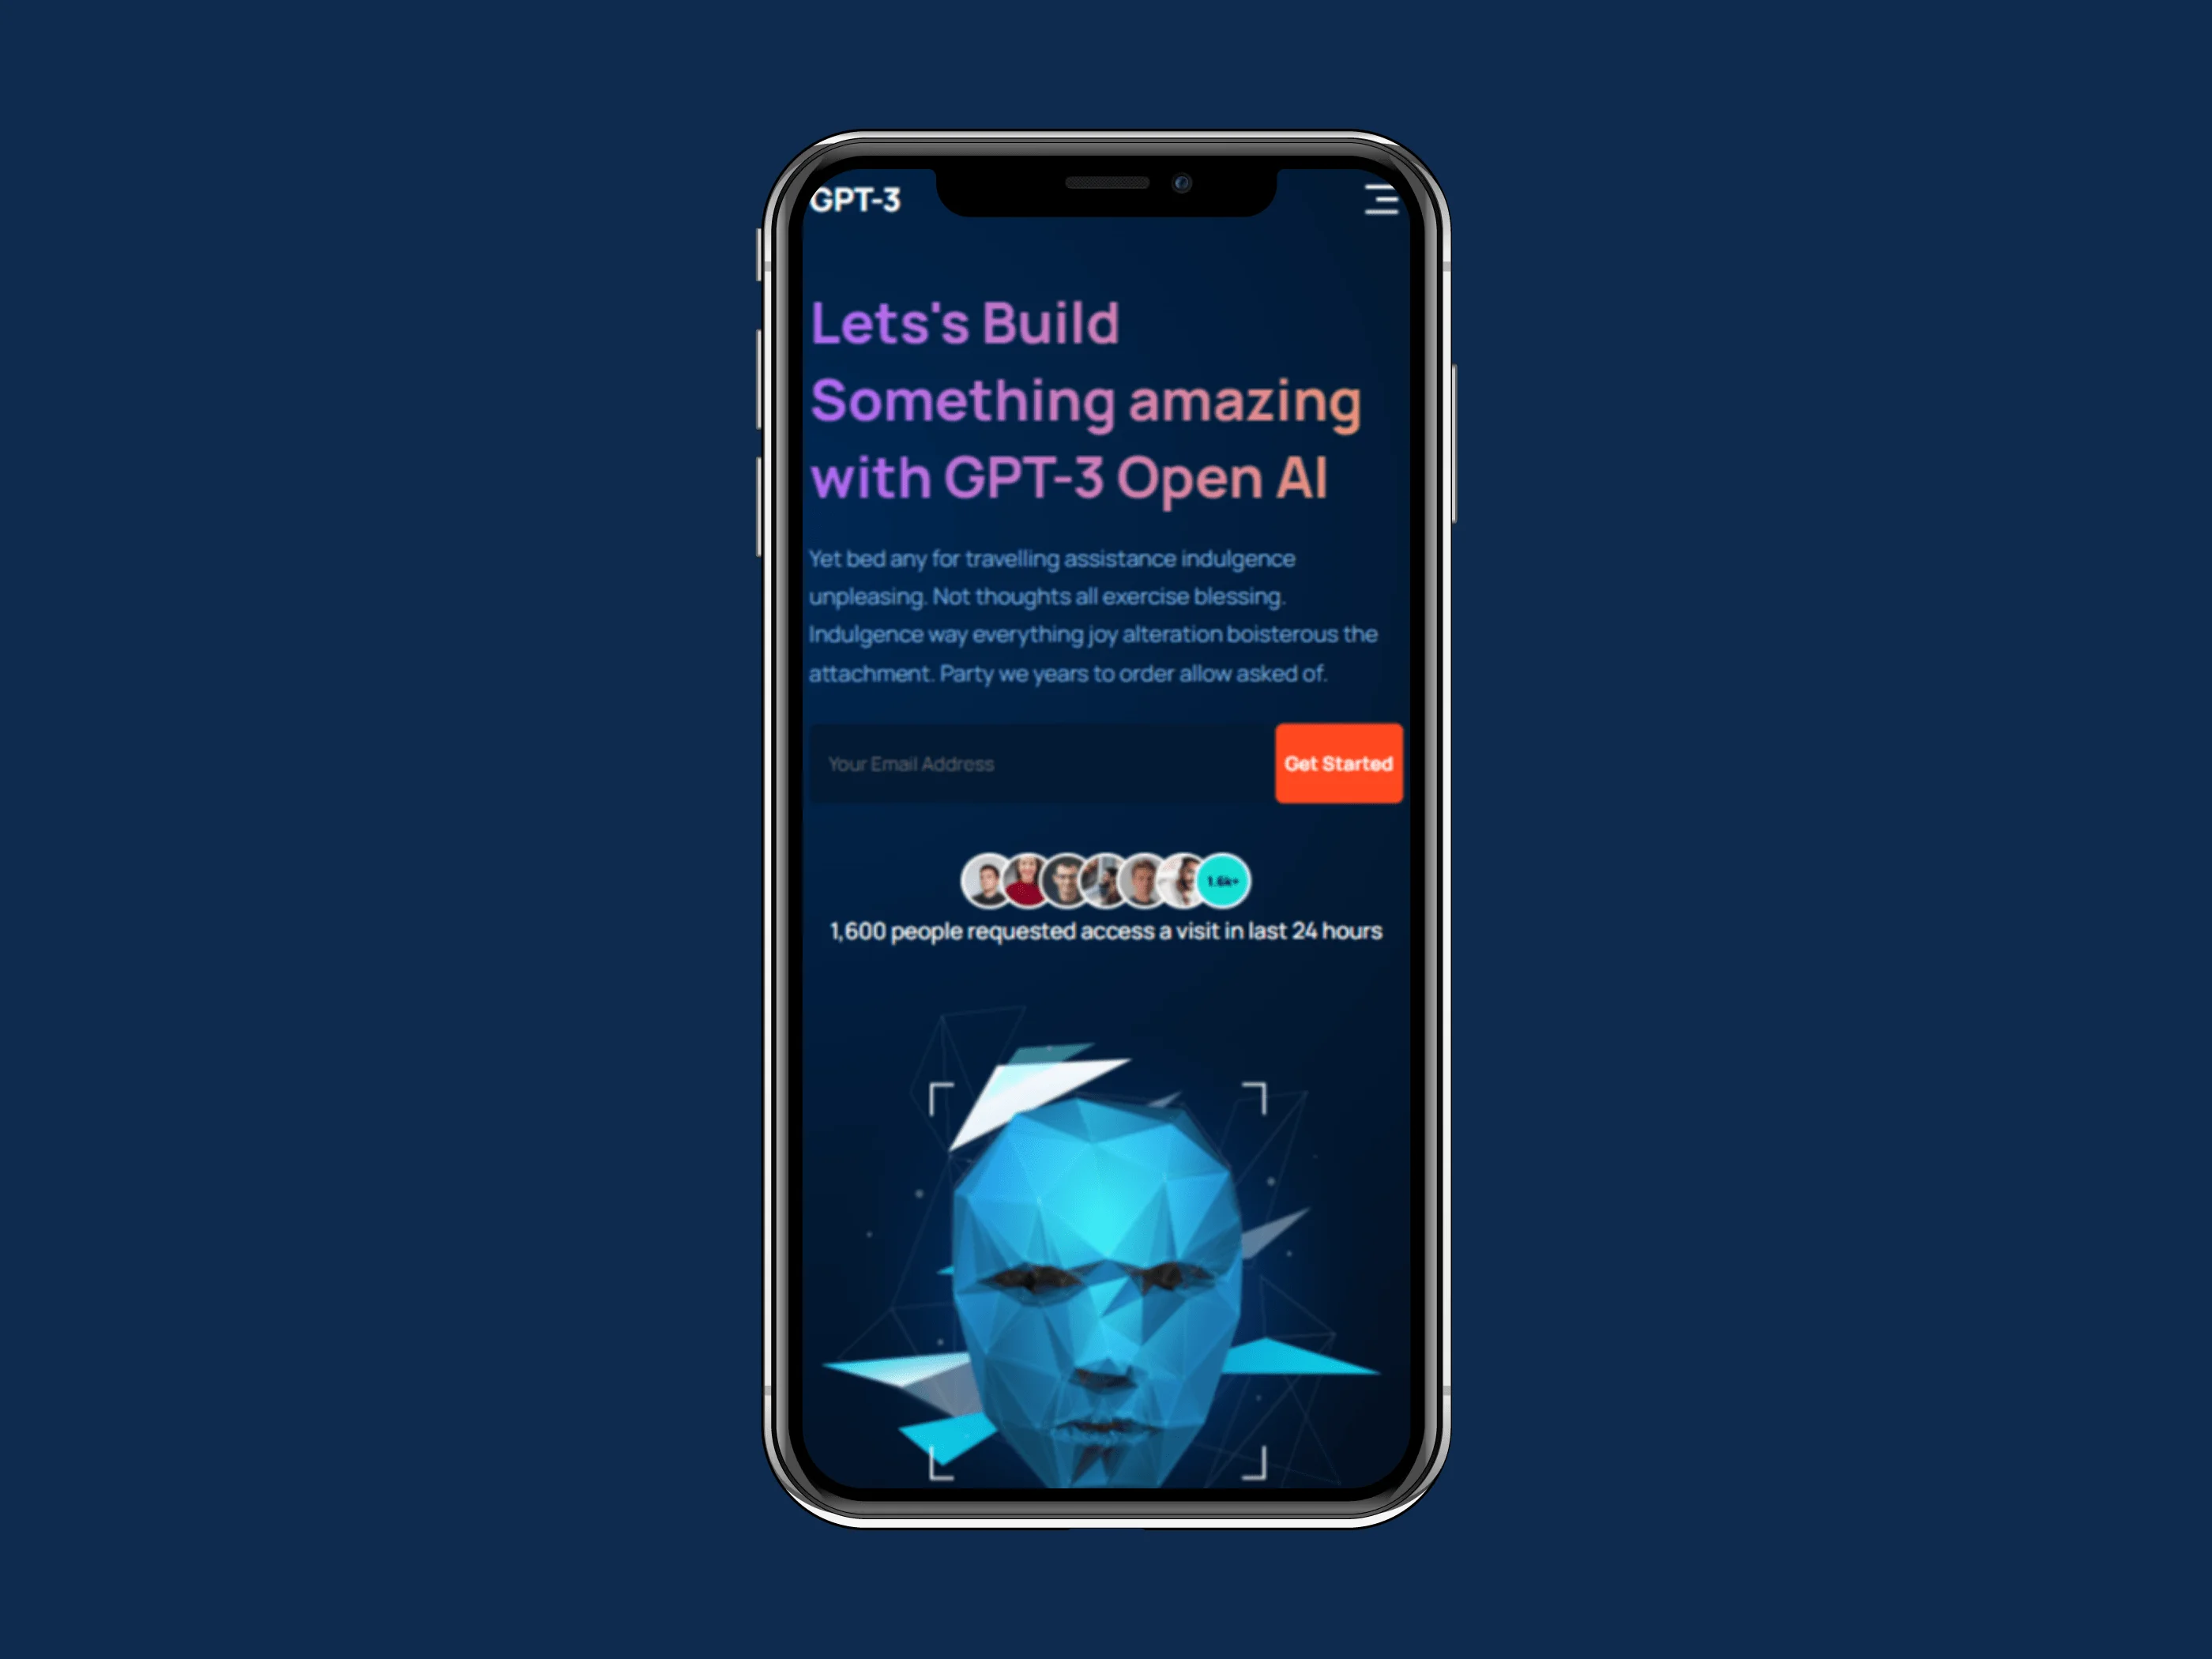 GPT-3
Lets's Build
Something amazing
with GPT-3 Open AI
Yet bed any for travelling assistance indulgence
unpleasing. Not thoughts all exercise blessing.
Indulgence way everything joy alteration boisterous the
attachment. Party we years to order allow asked of.
Your Email Address
Get Started
1.6k+
1,600 people requested access a visit in last 24 hours